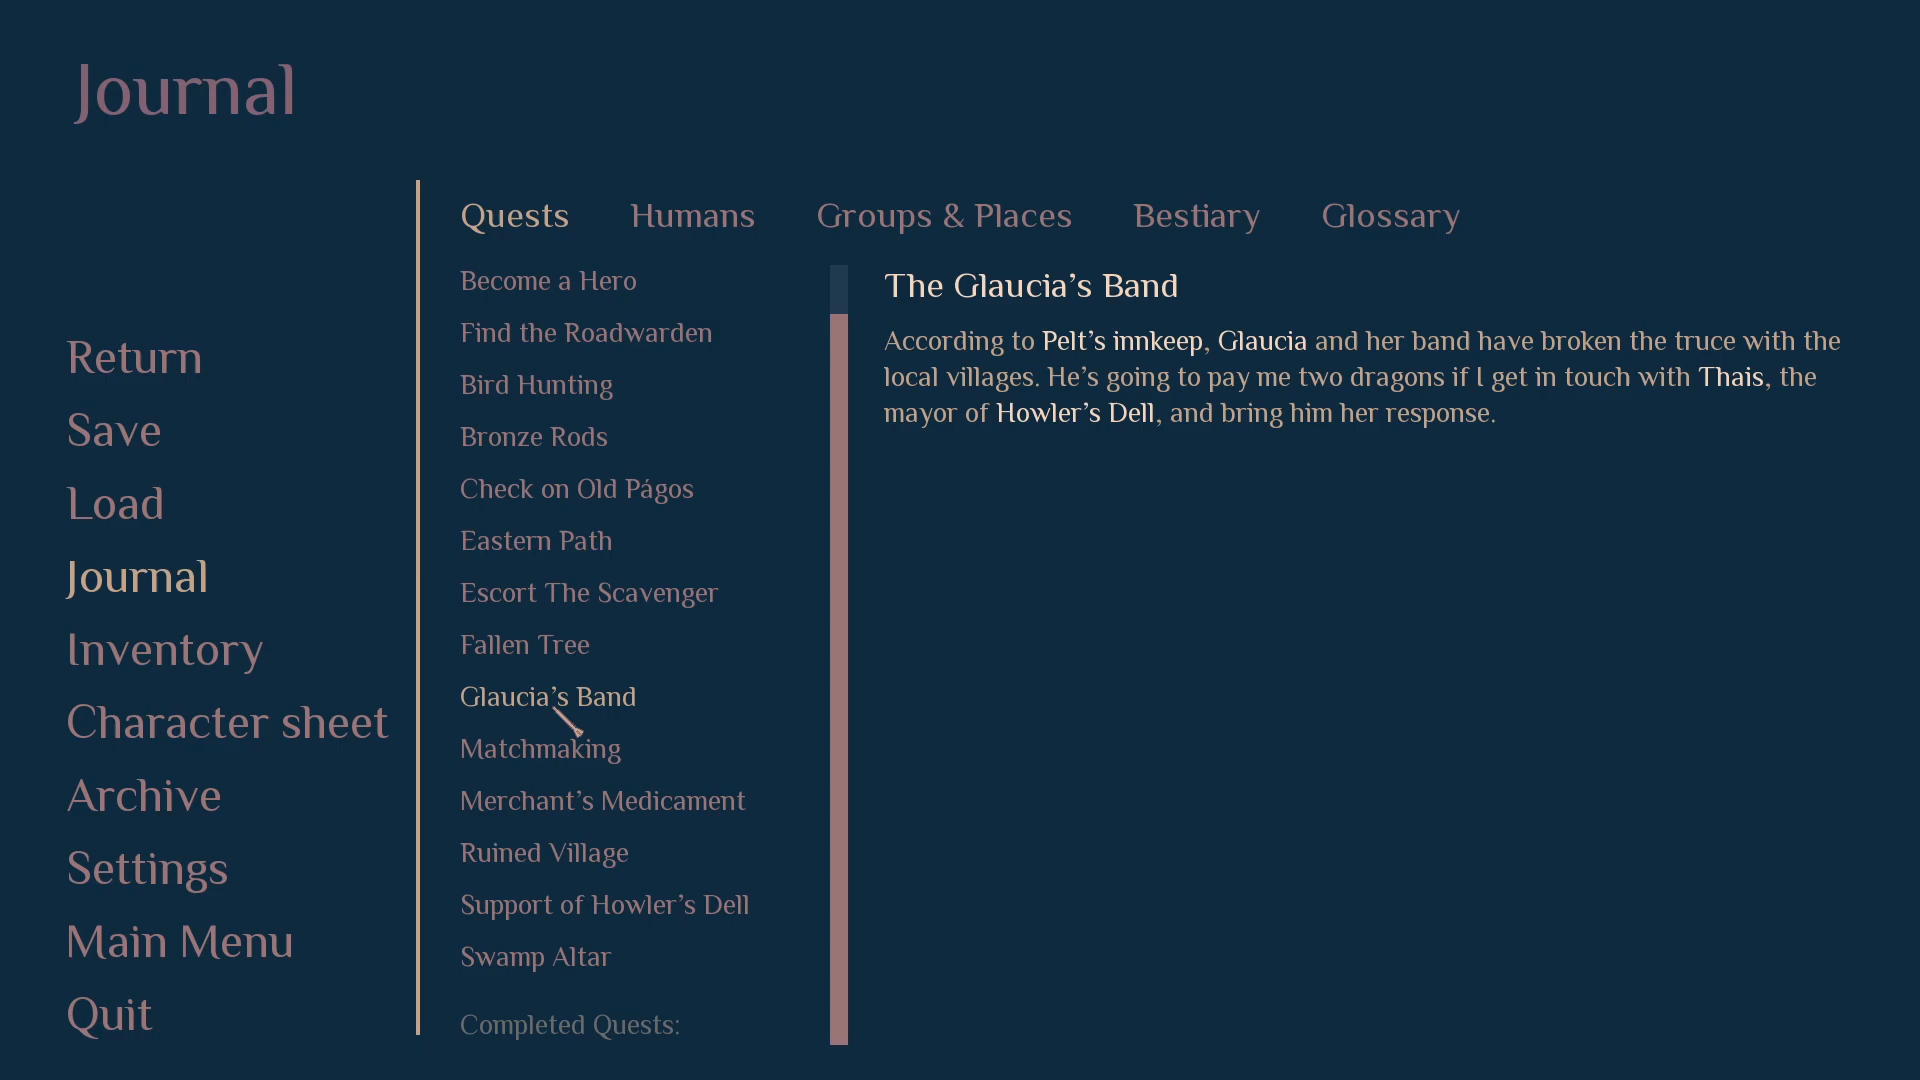 Journal
Return
Save
Load
Journal
Inventory
Character sheet
Archive
Settings
Main Menu
Quit
Quests Humans Groups & Places Bestiary Glossary
Become a Hero
Find the Roadwarden
Bird Hunting
Bronze Rods
Check on Old Págos
Eastern Path
Escort The Scavenger
Fallen Tree
Glaucia’s Band
Matchmaking
Merchant’s Medicament
Ruined Village
Support of Howler’s Dell
Swamp Altar
Completed Quests:
The Glaucia’s Band
According to Pelt’s innkeep, Glaucia and her band have broken the truce with the
local villages. He’s going to pay me two dragons if I get in touch with Thais, the
mayor of Howler’s Dell, and bring him her response.